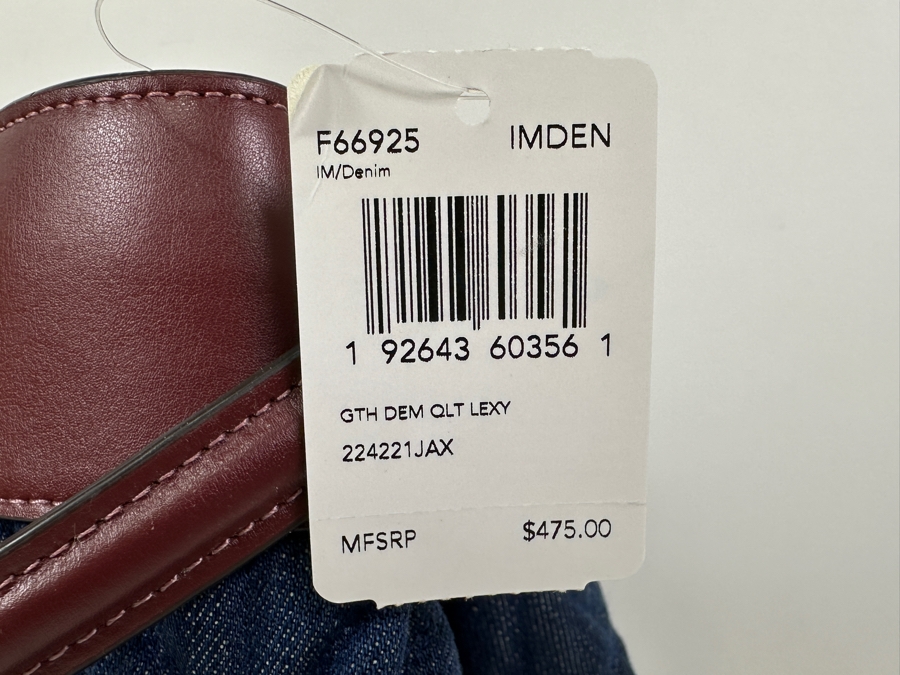 F66925 IMDEN
IM/Denim
1 92643 60356 1
GTH DEM QLT LEXY
224221JAX
MFSRP $475.00